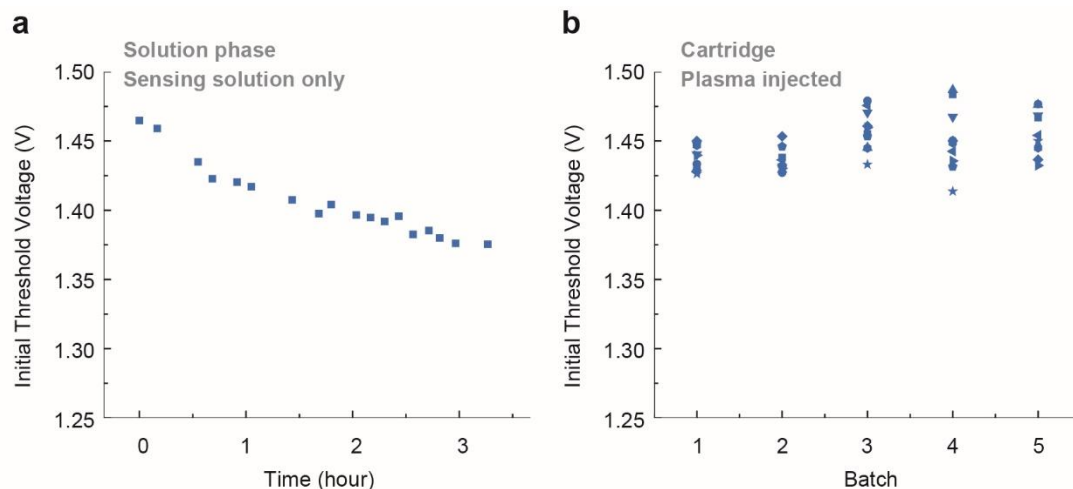 a
Solution phase
Sensing solution only
Initial Threshold Voltage (V)
1.50
1.45
1.40
1.35
1.30
1.25
0 1 2 3
Time (hour)
b
Cartridge
Plasma injected
Initial Threshold Voltage (V)
1.50
1.45
1.40
1.35
1.30
1.25
1 2 3 4 5
Batch